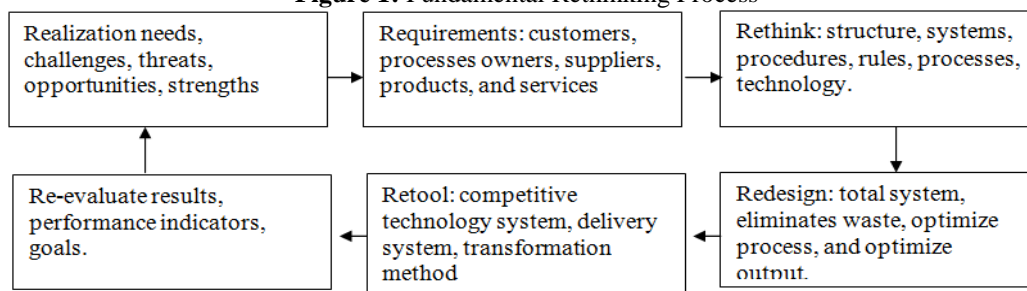 Figure 1: Fundamental Rethinking Process
Realization needs,
challenges, threats,
opportunities, strengths
Requirements: customers,
processes owners, suppliers,
products, and services
Rethink: structure, systems,
procedures, rules, processes,
technology.
Re-evaluate results,
performance indicators,
goals.
Retool: competitive
technology system, delivery
system, transformation
method
Redesign: total system,
eliminates waste, optimize
process, and optimize
output.